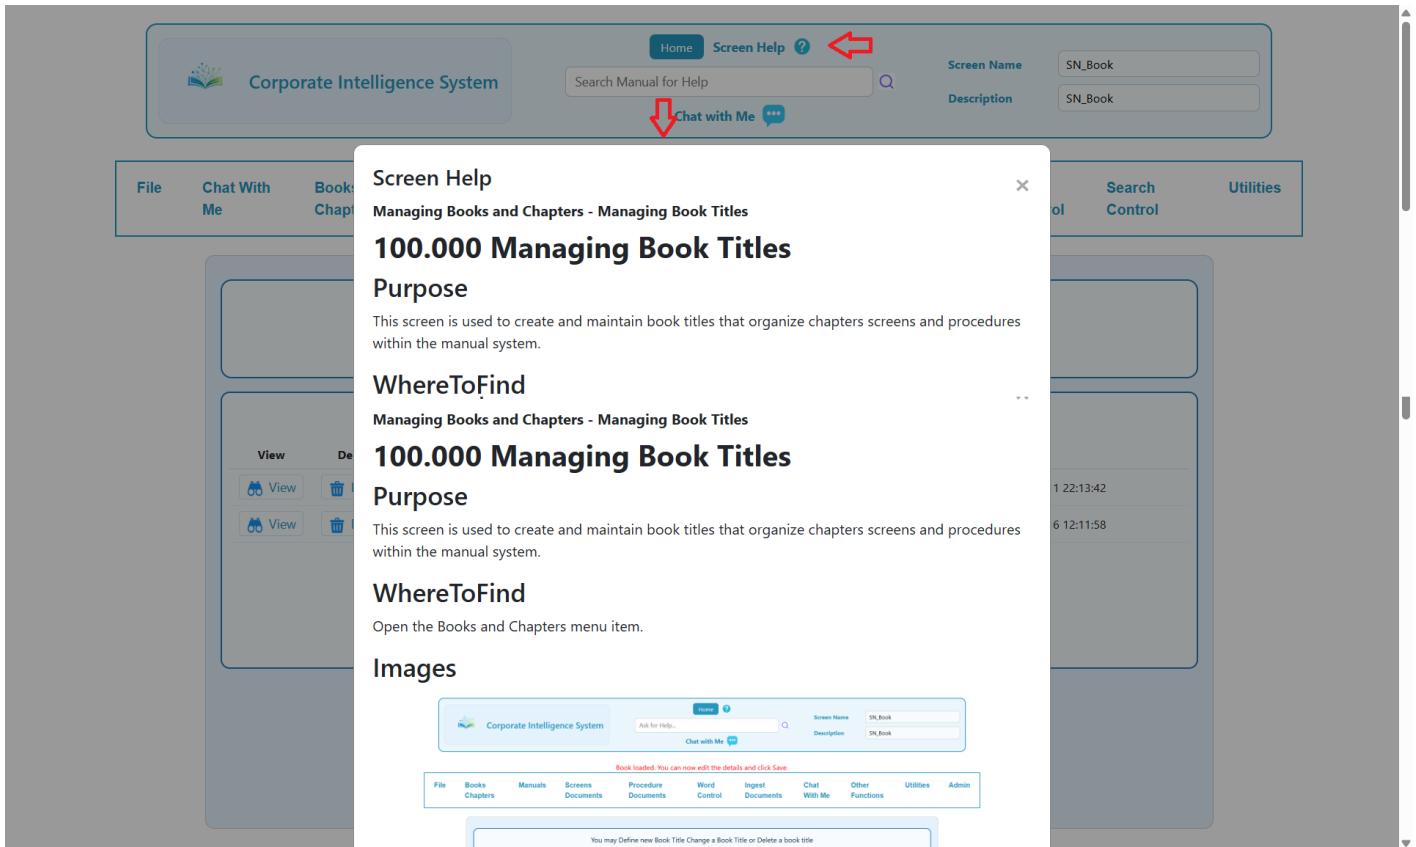 Home Screen Help ?
Corporate Intelligence System
Search Manual for Help
Chat with Me
Screen Name SN_Book
Description SN_Book
File
Chat With
Me
Books
Chapt
ol
Search
Control
Utilities
Screen Help ×
Managing Books and Chapters - Managing Book Titles
100.000 Managing Book Titles
Purpose
This screen is used to create and maintain book titles that organize chapters screens and procedures
within the manual system.
WhereToFind
Managing Books and Chapters - Managing Book Titles
100.000 Managing Book Titles
Purpose
This screen is used to create and maintain book titles that organize chapters screens and procedures
within the manual system.
WhereToFind
Open the Books and Chapters menu item.
Images
View De
View 1 22:13:42
View 6 12:11:58
Home ?
Corporate Intelligence System
Ask for Help...
Chat with Me
Screen Name SN_Book
Description SN_Book
Book loaded. You can now edit the details and click Save.
File
Books
Chapters
Manuals
Screens
Documents
Procedure
Documents
Word
Control
Ingest
Documents
Chat
With Me
Other
Functions
Utilities
Admin
You may Define new Book Title Change a Book Title or Delete a book title